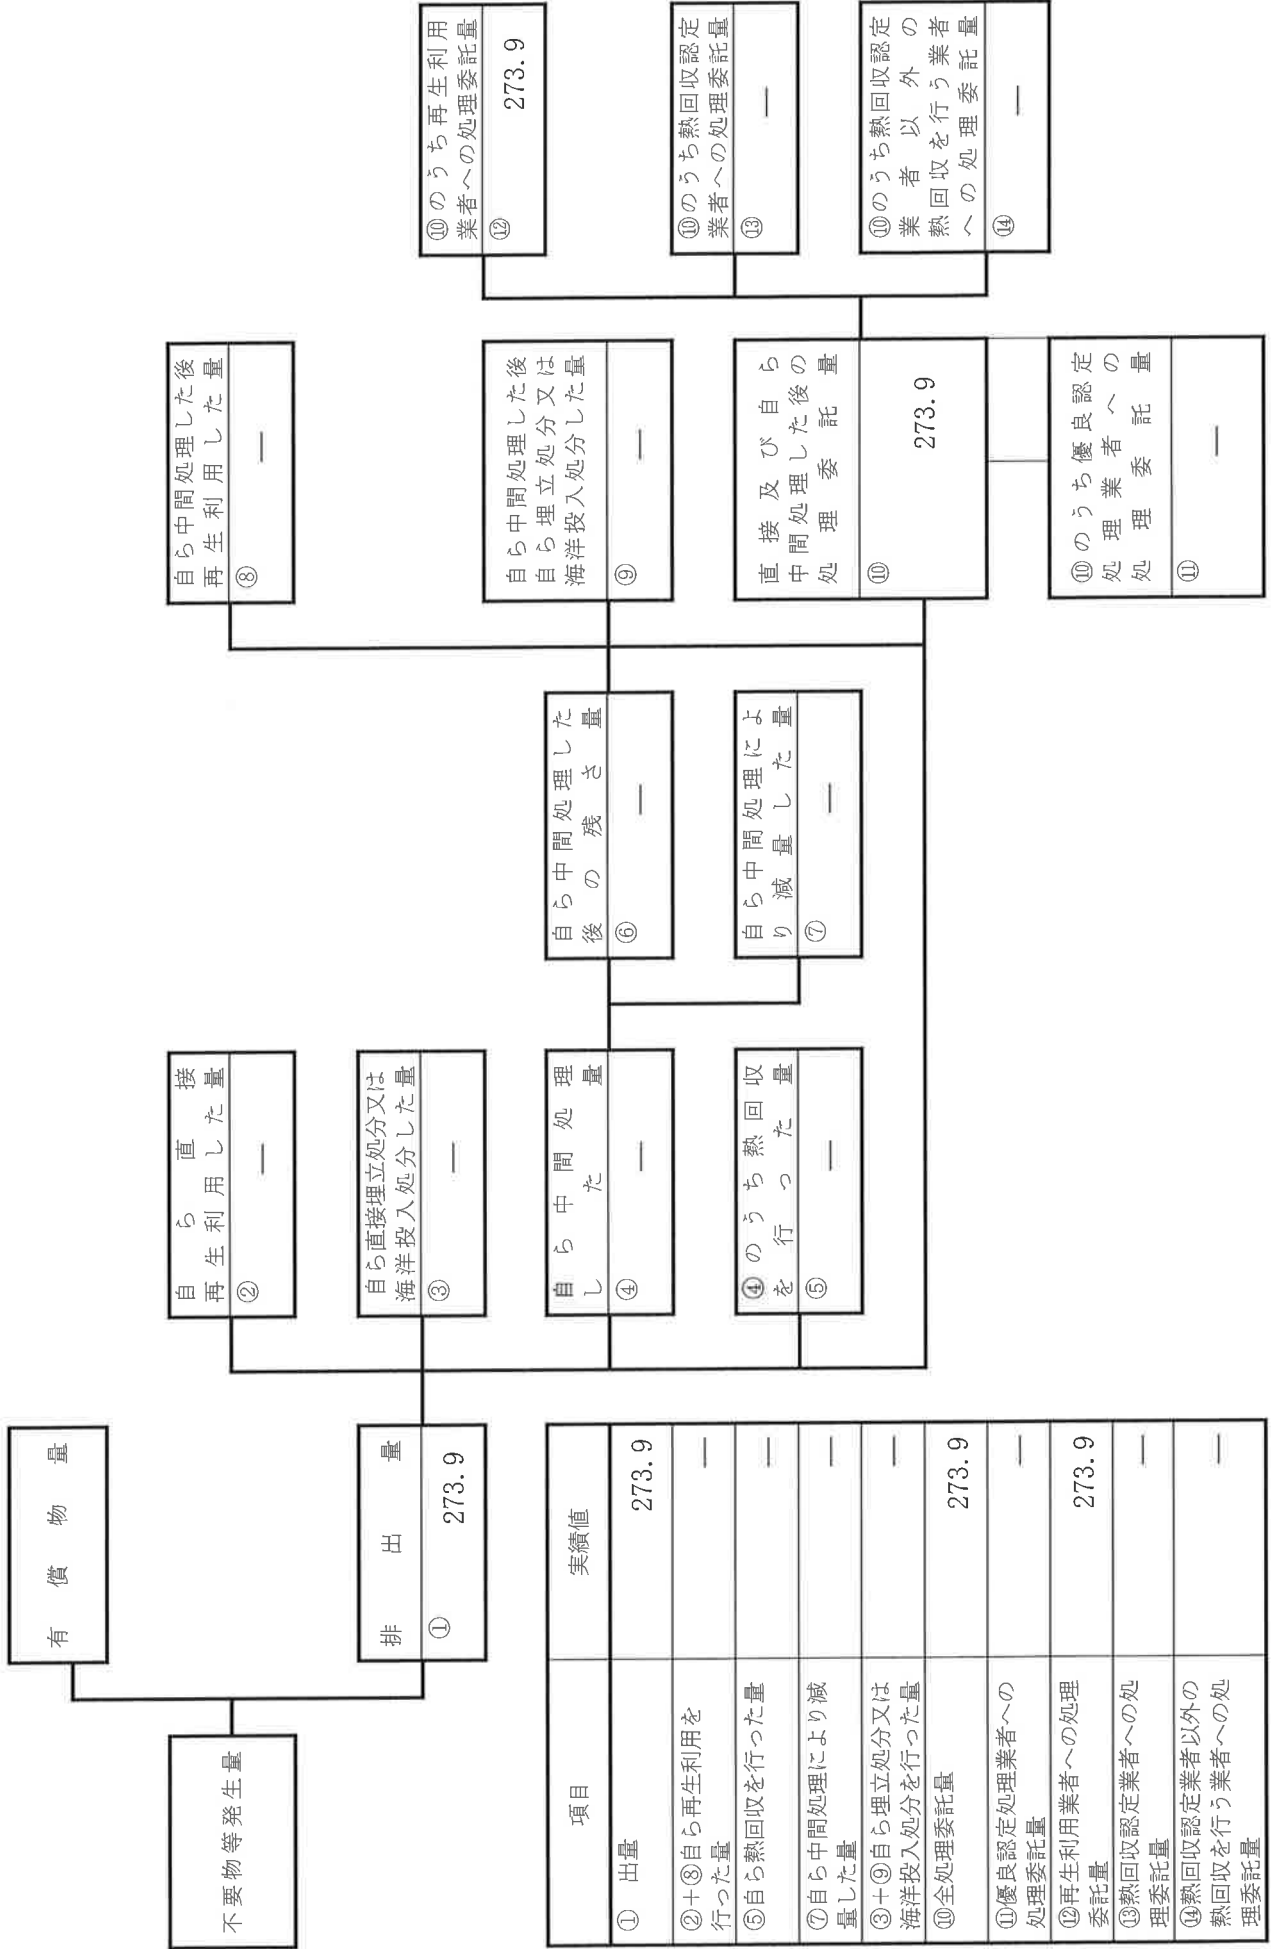 不要物等発生量
有償物量
排出量
① 273.9
自ら直接
再生利用した量
② ―
自ら直接埋立処分又は
海洋投入処分した量
③ ―
自ら中間処理
した量
④ ―
④のうち熱回収
を行った量
⑤ ―
自ら中間処理した
後の残さ量
⑥ ―
自ら中間処理によ
り減量した量
⑦ ―
自ら中間処理した後
再生利用した量
⑧ ―
自ら中間処理した後
自ら埋立処分又は
海洋投入処分した量
⑨ ―
直接及び自ら
中間処理した後の
処理委託量
⑩ 273.9
⑩のうち優良認定
処理業者への
処理委託量
⑪ ―
⑩のうち再生利用
業者への処理委託量
⑫ 273.9
⑩のうち熱回収認定
業者への処理委託量
⑬ ―
⑩のうち熱回収認定
業者以外の
熱回収を行う業者
への処理委託量
⑭ ―
項目 実績値
① 出量 273.9
②+⑧自ら再生利用を
行った量 ―
⑤自ら熱回収を行った量 ―
⑦自ら中間処理により減
量した量 ―
③+⑨自ら埋立処分又は
海洋投入処分を行った量 ―
⑩全処理委託量 273.9
⑪優良認定処理業者への
処理委託量 ―
⑫再生利用業者への処理
委託量 273.9
⑬熱回収認定業者への処
理委託量 ―
⑭熱回収認定業者以外の
熱回収を行う業者への処
理委託量 ―